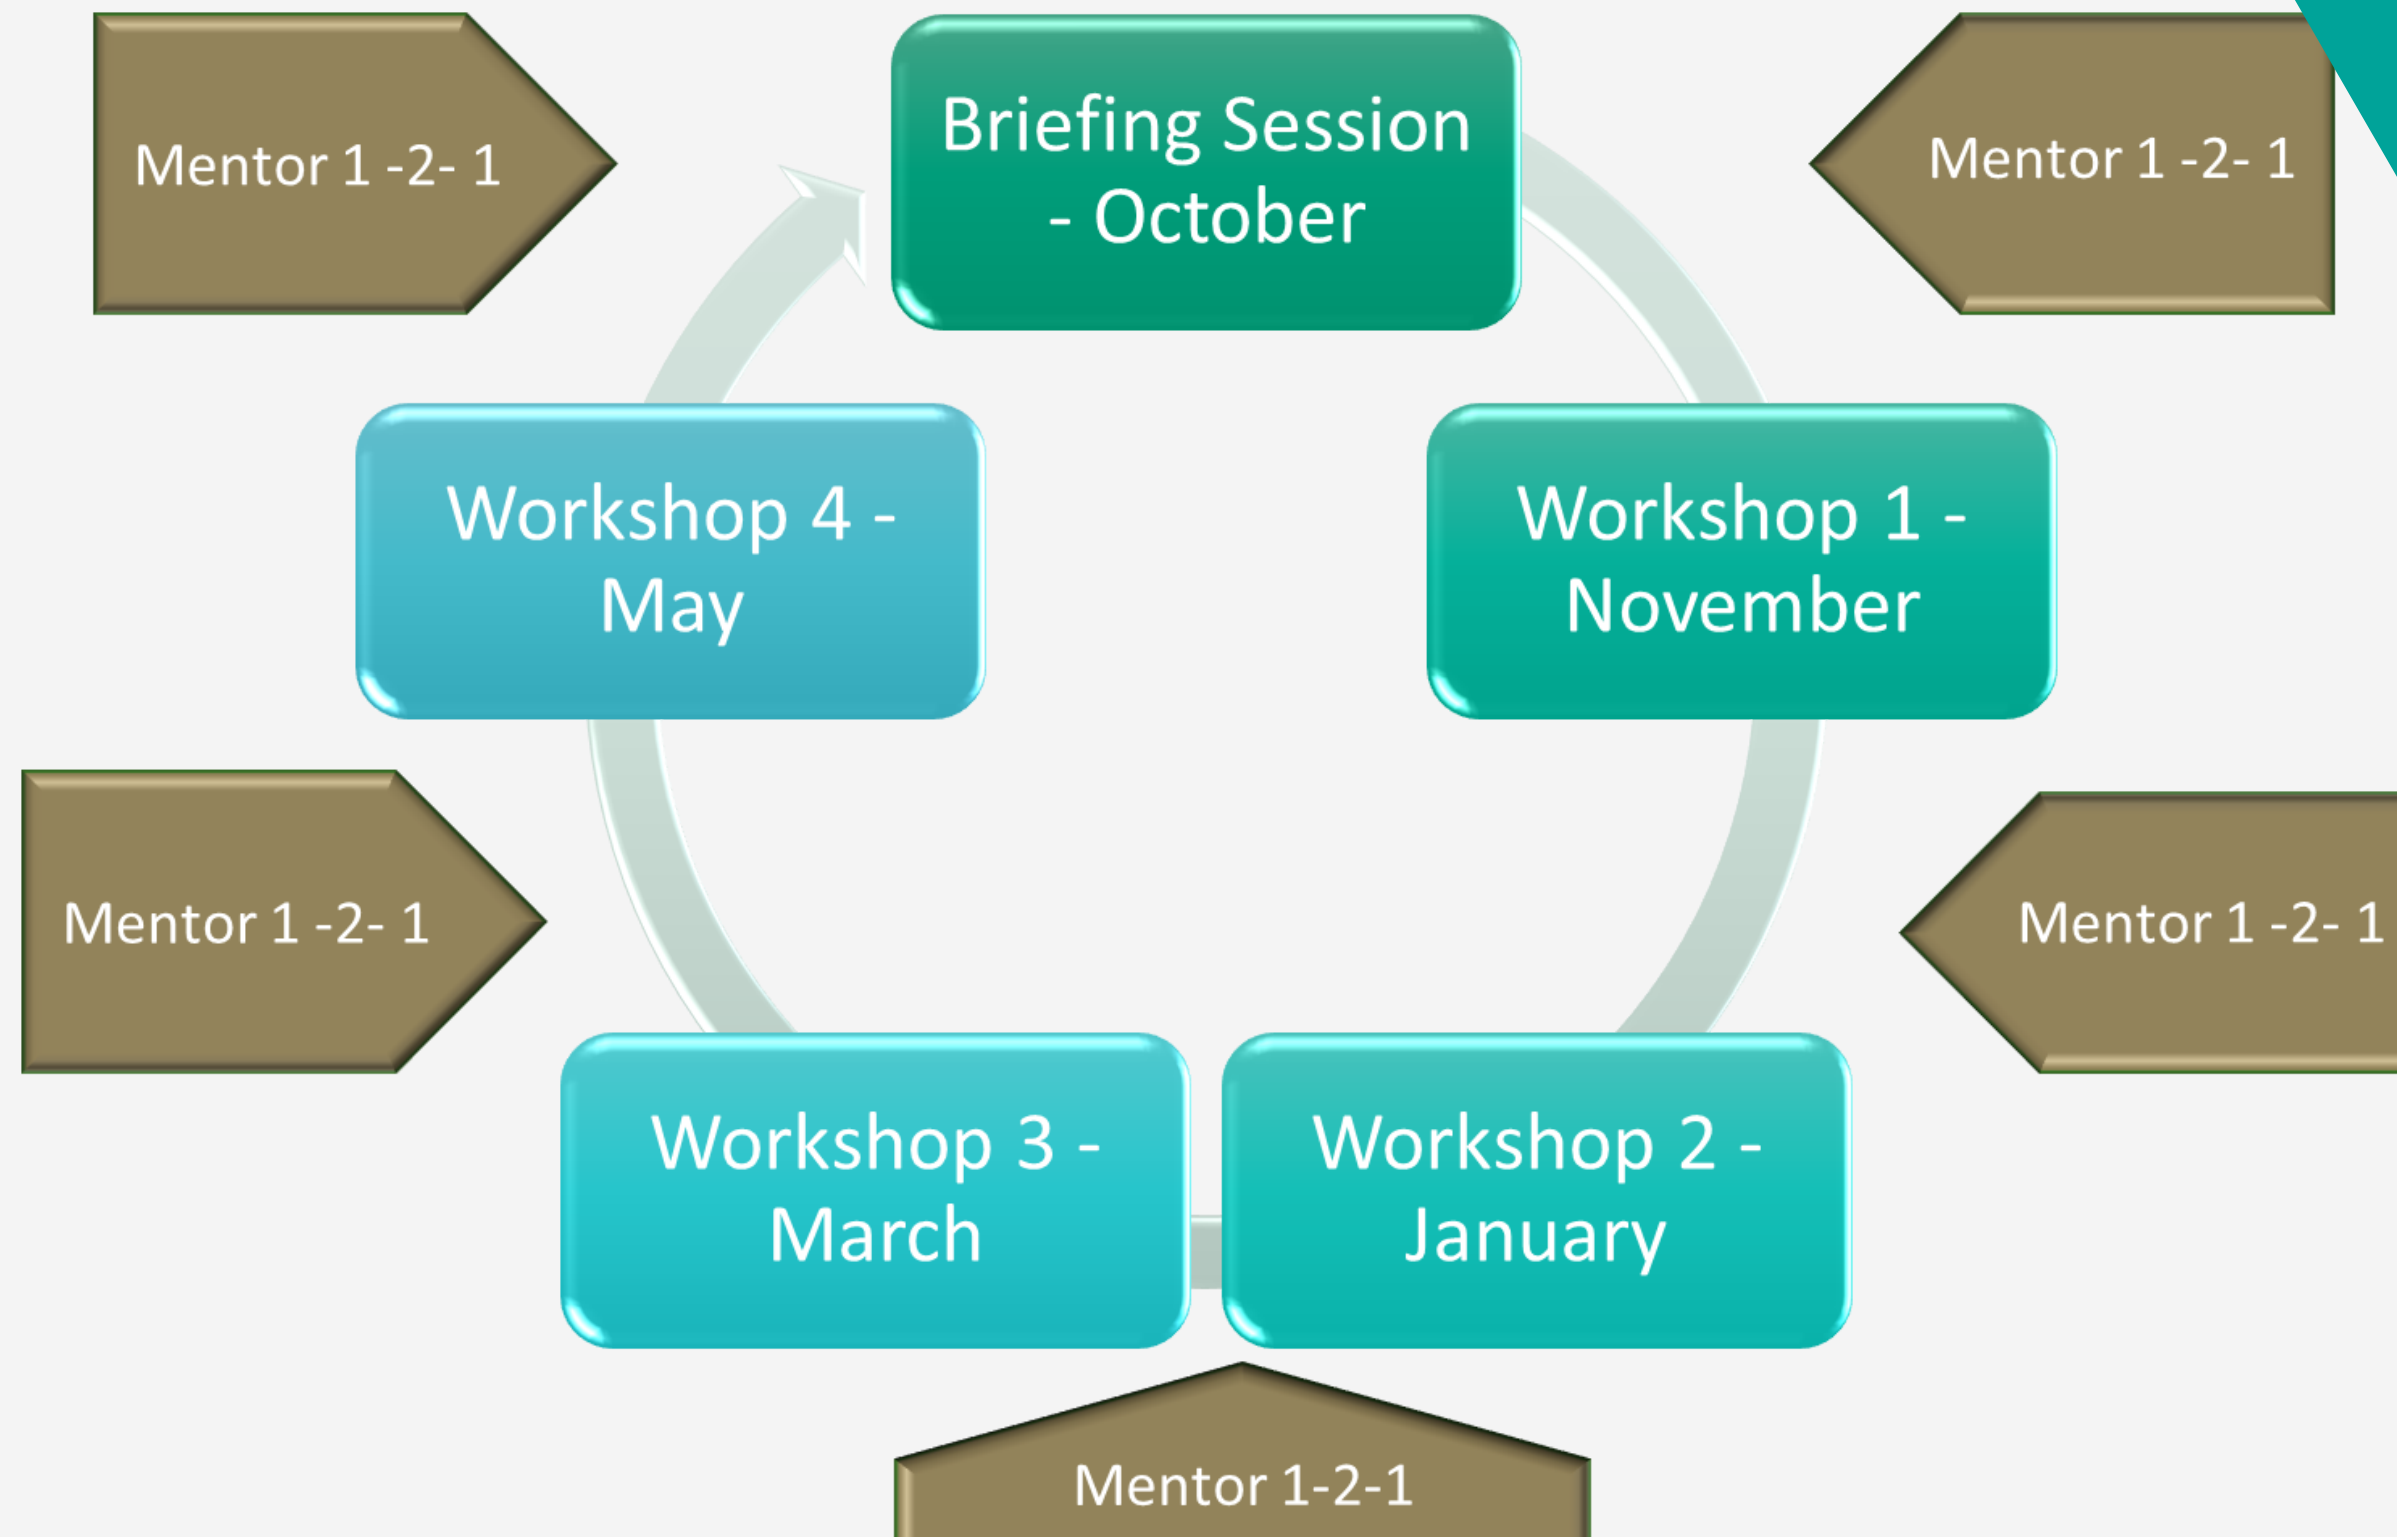 Mentor 1 -2- 1
Briefing Session
- October
Mentor 1 -2- 1
Workshop 4 -
May
Workshop 1 -
November
Mentor 1 -2- 1
Mentor 1 -2- 1
Workshop 3 -
March
Workshop 2 -
January
Mentor 1-2-1